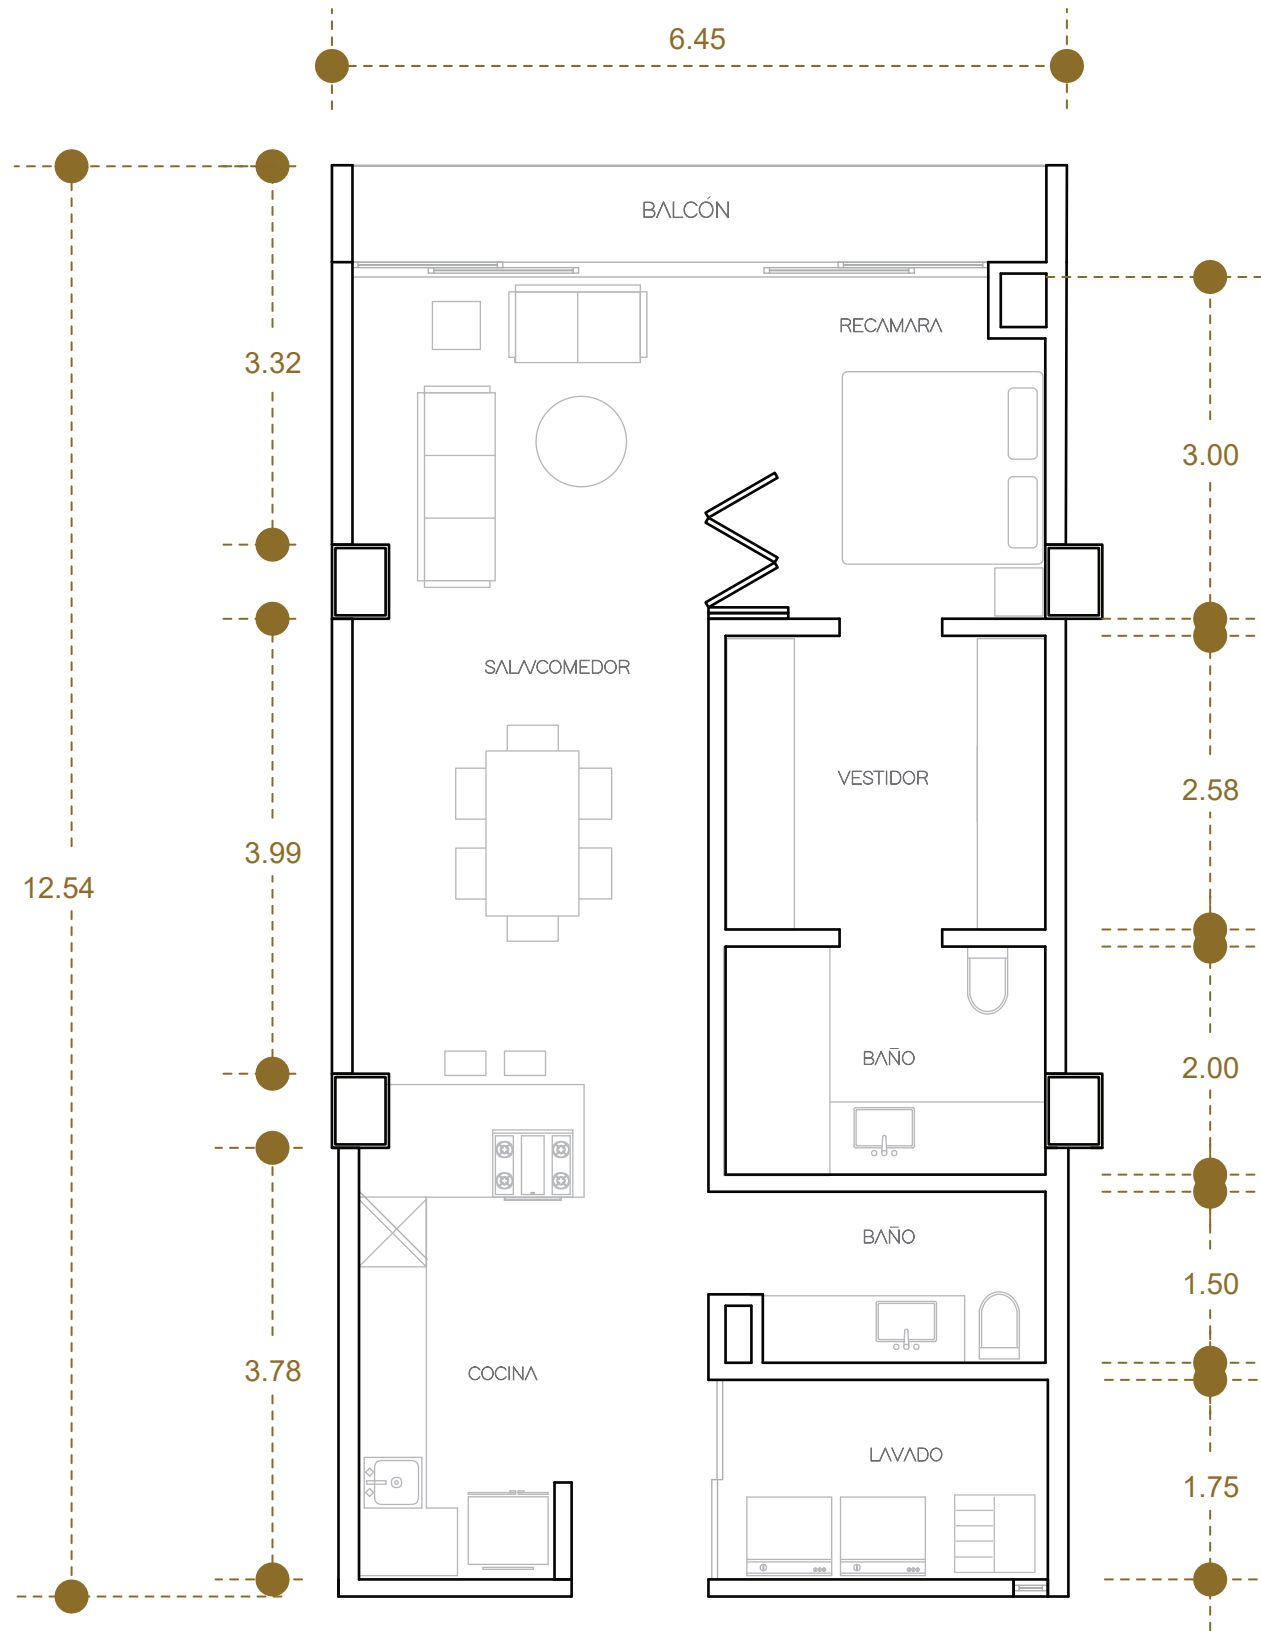 6.45
BALCÓN
RECAMARA
3.32
3.00
SALA/COMEDOR
VESTIDOR
2.58
3.99
12.54
BAÑO
2.00
BAÑO
1.50
3.78
COCINA
LAVADO
1.75